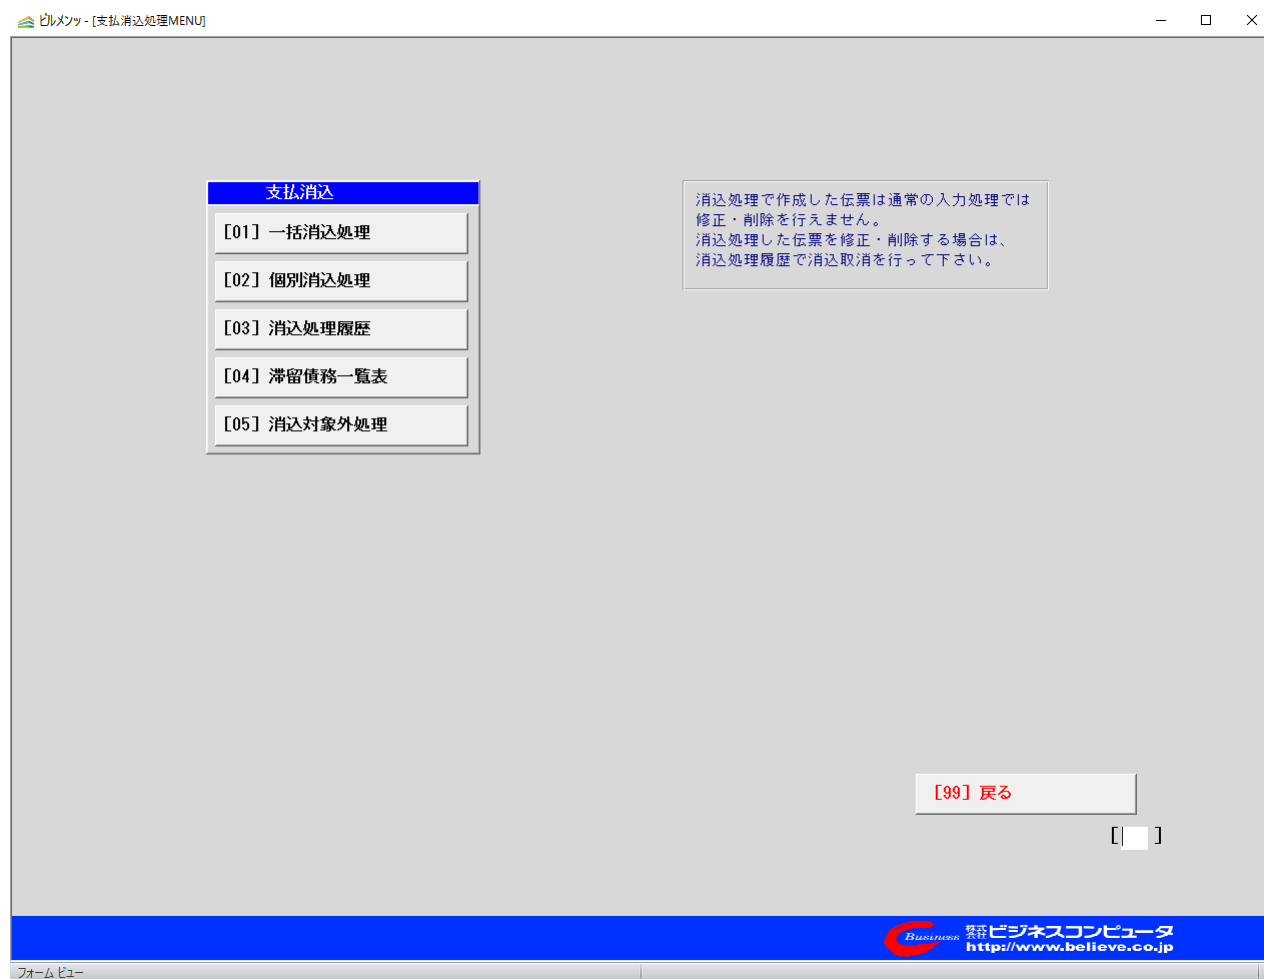 ビルメンッ - [支払消込処理MENU]
支払消込
[01] 一括消込処理
[02] 個別消込処理
[03] 消込処理履歴
[04] 滞留債務一覧表
[05] 消込対象外処理
消込処理で作成した伝票は通常の入力処理では
修正・削除を行えません。
消込処理した伝票を修正・削除する場合は、
消込処理履歴で消込取消を行って下さい。
[99] 戻る
[ ]
Business 株式会社ビジネスコンピュータ
http://www.believe.co.jp
フォーム ビュー